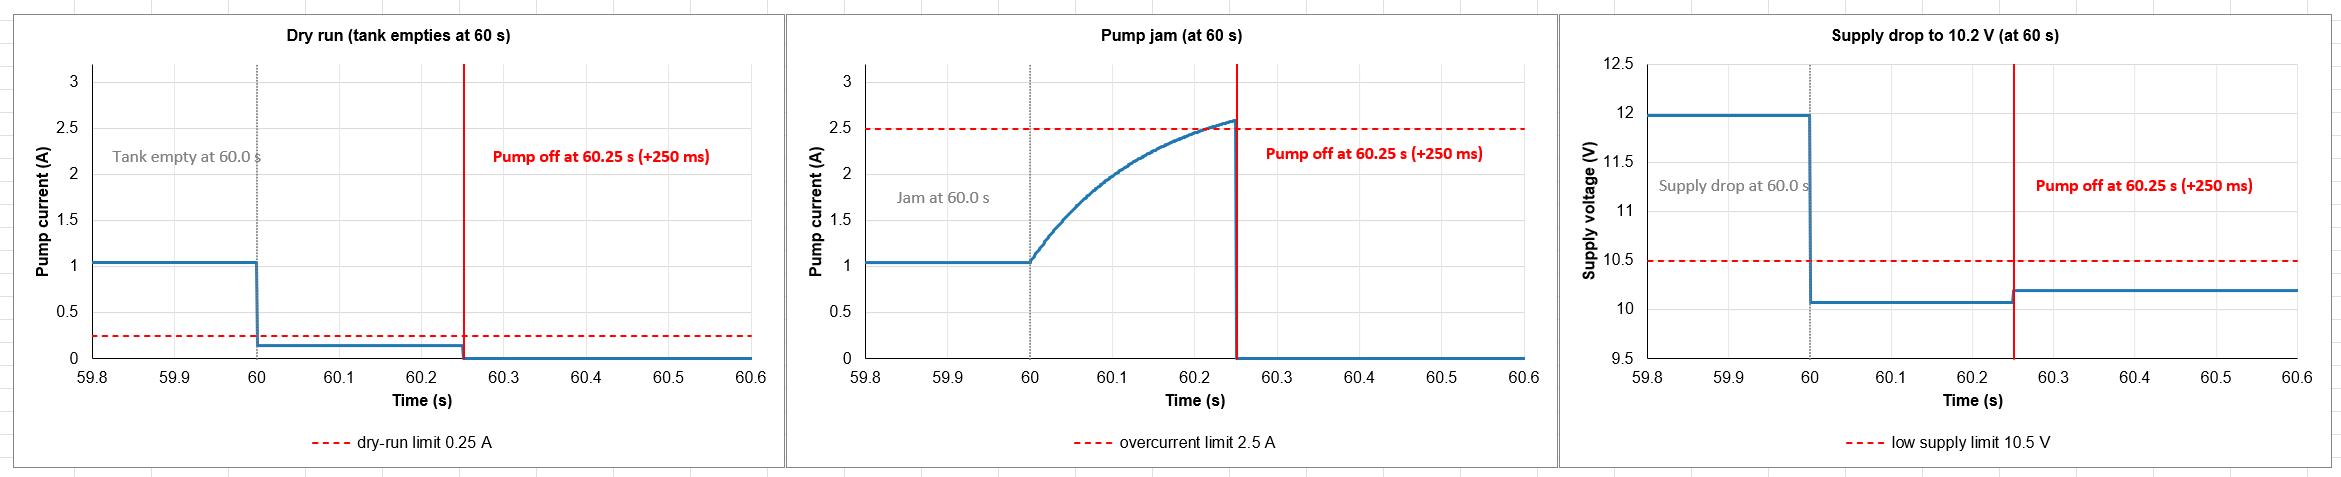 Dry run (tank empties at 60 s)
Pump current (A)
3
2.5
2
1.5
1
0.5
0
Tank empty at 60.0 s
Pump off at 60.25 s (+250 ms)
59.8 59.9 60 60.1 60.2 60.3 60.4 60.5 60.6
Time (s)
dry-run limit 0.25 A
Pump jam (at 60 s)
Pump current (A)
3
2.5
2
1.5
1
0.5
0
Jam at 60.0 s
Pump off at 60.25 s (+250 ms)
59.8 59.9 60 60.1 60.2 60.3 60.4 60.5 60.6
Time (s)
overcurrent limit 2.5 A
Supply drop to 10.2 V (at 60 s)
Supply voltage (V)
12.5
12
11.5
11
10.5
10
9.5
Supply drop at 60.0 s
Pump off at 60.25 s (+250 ms)
59.8 59.9 60 60.1 60.2 60.3 60.4 60.5 60.6
Time (s)
low supply limit 10.5 V